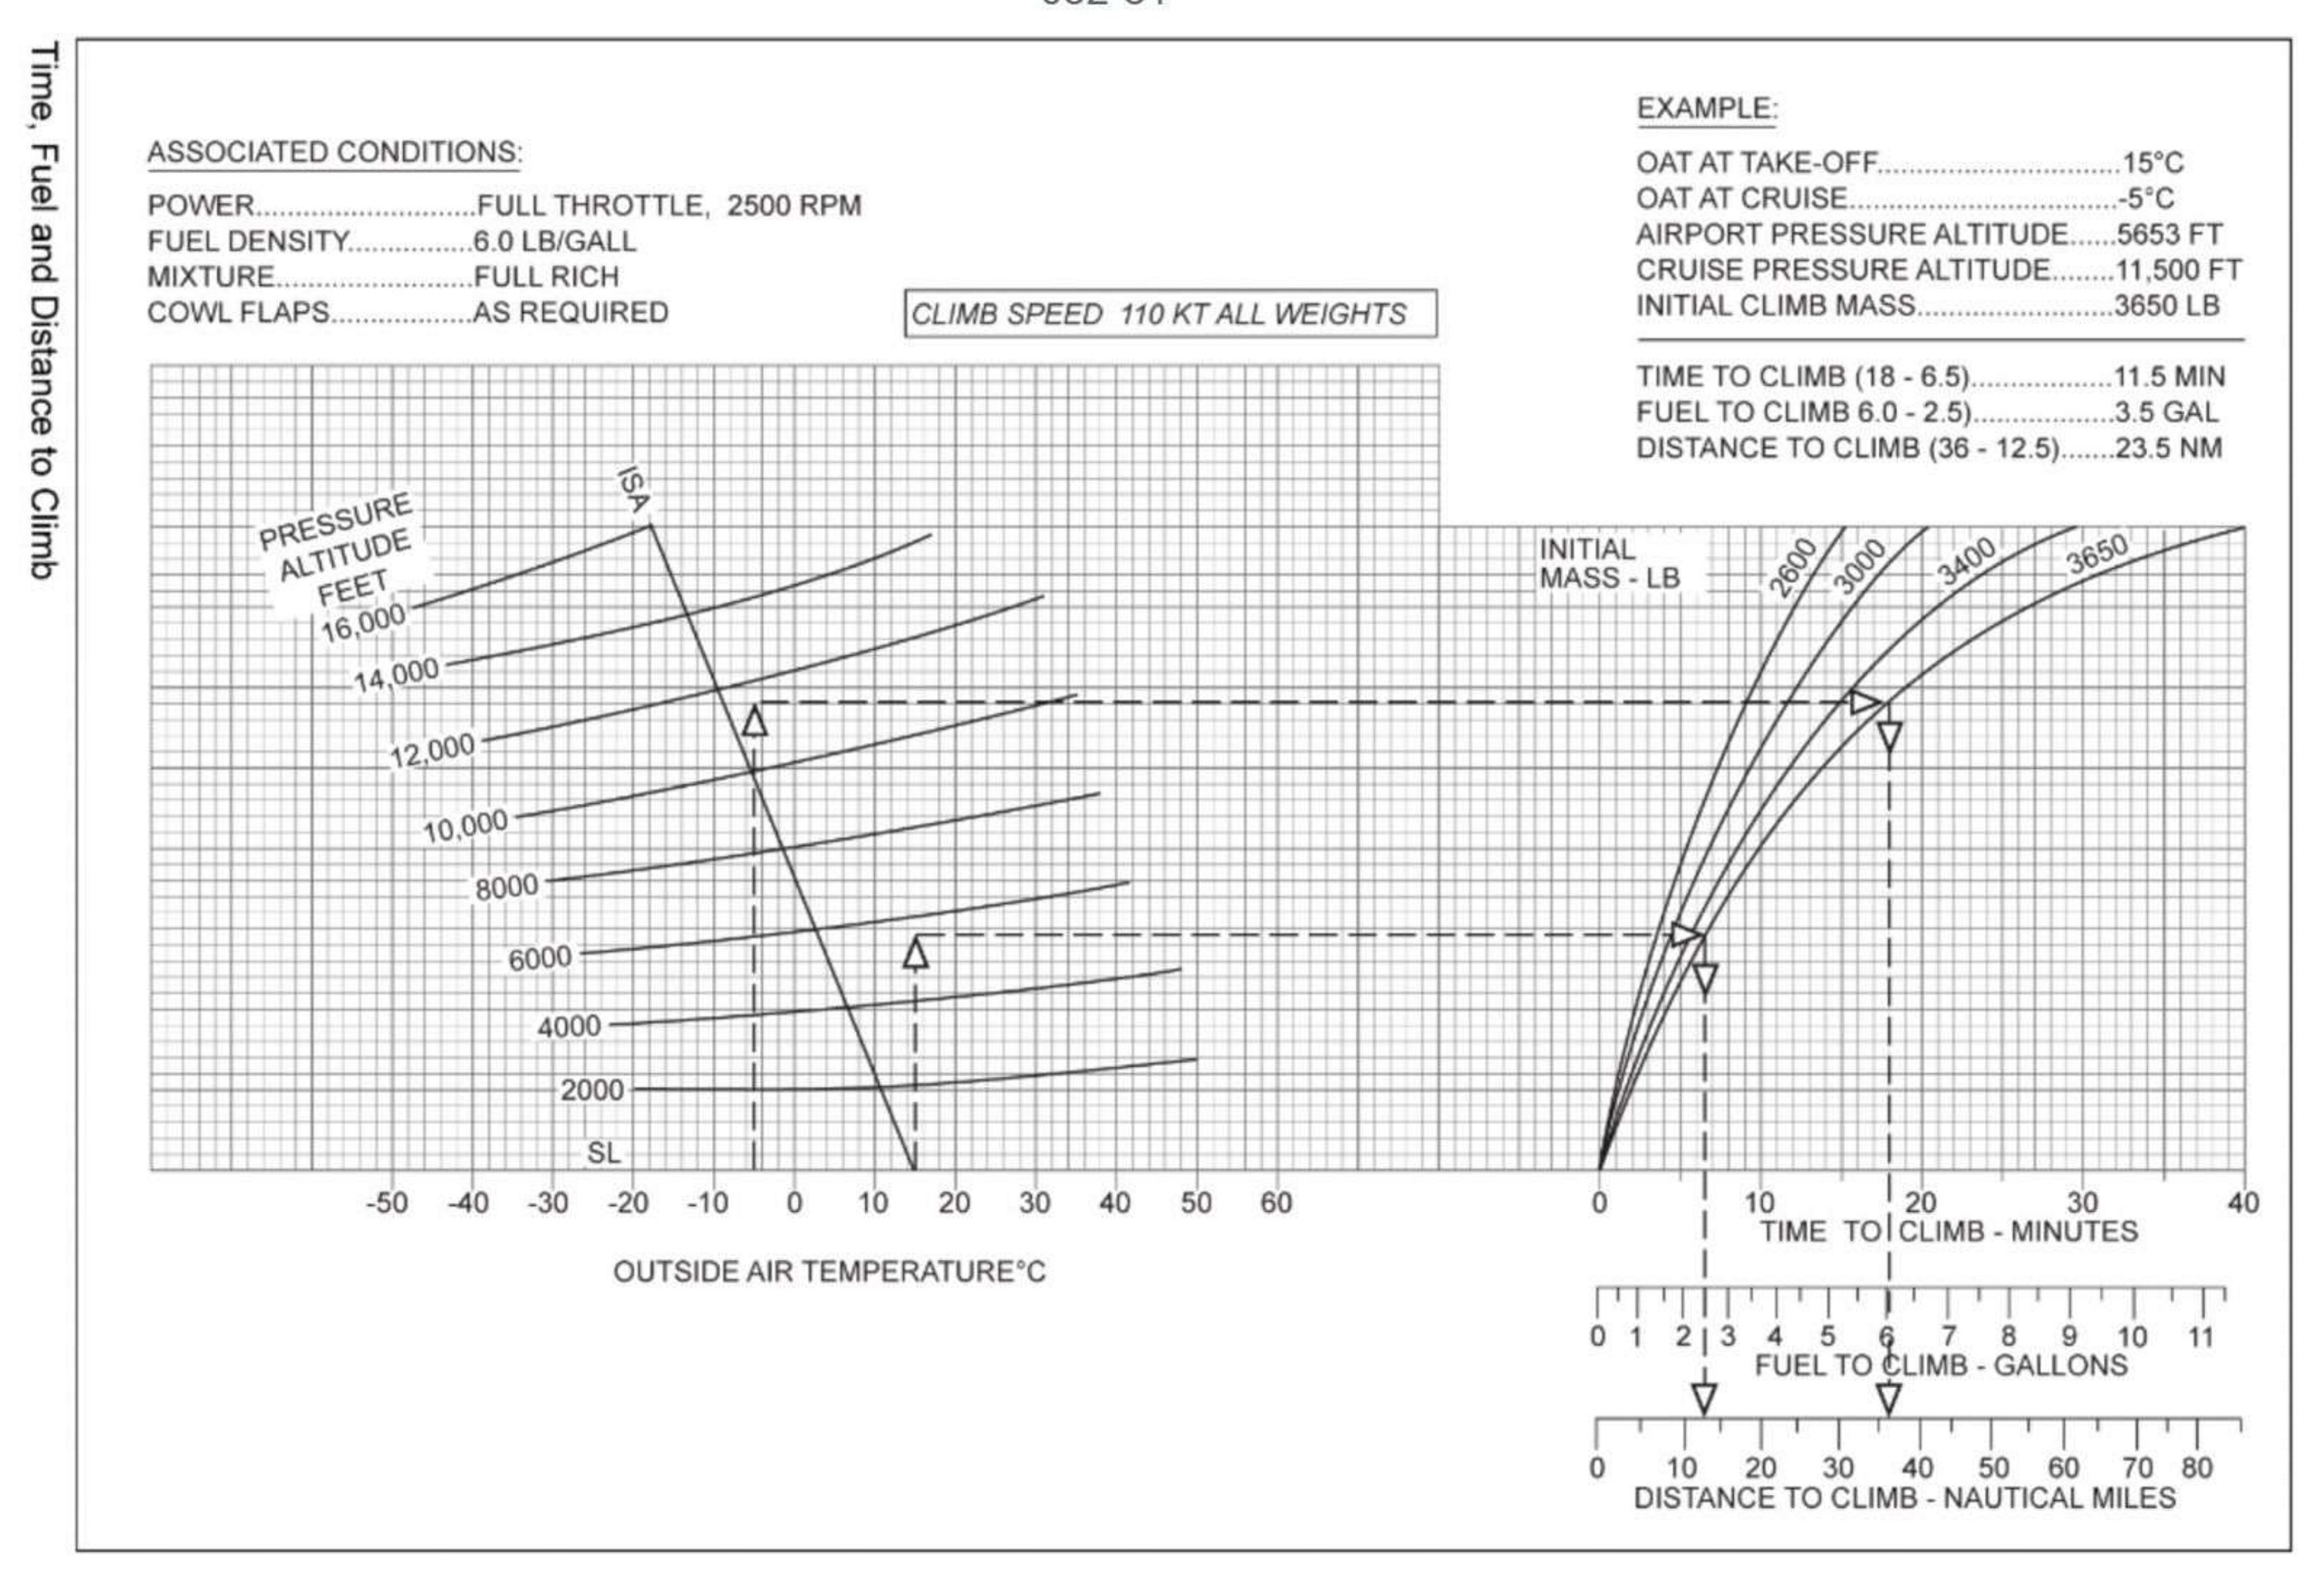 Time, Fuel and Distance to Climb
ASSOCIATED CONDITIONS:
POWER...........................FULL THROTTLE, 2500 RPM
FUEL DENSITY...............6.0 LB/GALL
MIXTURE........................FULL RICH
COWL FLAPS.................AS REQUIRED
CLIMB SPEED 110 KT ALL WEIGHTS
EXAMPLE:
OAT AT TAKE-OFF.............................15°C
OAT AT CRUISE................................-5°C
AIRPORT PRESSURE ALTITUDE......5653 FT
CRUISE PRESSURE ALTITUDE........11,500 FT
INITIAL CLIMB MASS........................3650 LB
TIME TO CLIMB (18 - 6.5).................11.5 MIN
FUEL TO CLIMB 6.0 - 2.5)................3.5 GAL
DISTANCE TO CLIMB (36 - 12.5).......23.5 NM
ISA
PRESSURE
ALTITUDE
FEET
16,000
14,000
12,000
10,000
8000
6000
4000
2000
SL
-50 -40 -30 -20 -10 0 10 20 30 40 50 60
OUTSIDE AIR TEMPERATURE°C
INITIAL
MASS - LB
2600
3000
3400
3650
0 10 20 30 40
TIME TO CLIMB - MINUTES
0 1 2 3 4 5 6 7 8 9 10 11
FUEL TO CLIMB - GALLONS
0 10 20 30 40 50 60 70 80
DISTANCE TO CLIMB - NAUTICAL MILES